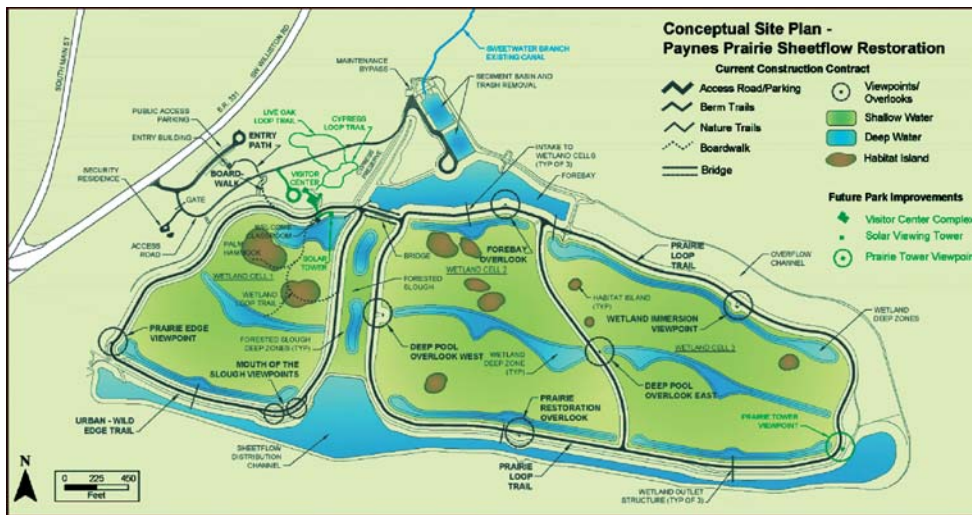 Conceptual Site Plan -
Paynes Prairie Sheetflow Restoration
Current Construction Contract
Access Road/Parking
Berm Trails
Nature Trails
Boardwalk
Bridge
Viewpoints/
Overlooks
Shallow Water
Deep Water
Habitat Island
Future Park Improvements
Visitor Center Complex
Solar Viewing Tower
Prairie Tower Viewpoint
SOUTH MAIN ST
SW WILLISTON RD
S.R. 331
SWEETWATER BRANCH
EXISTING CANAL
MAINTENANCE
BYPASS
SEDIMENT BASIN AND
TRASH REMOVAL
PUBLIC ACCESS
PARKING
ENTRY BUILDING
ENTRY
PATH
LIVE OAK
LOOP TRAIL
CYPRESS
LOOP TRAIL
SECURITY
RESIDENCE
GATE
BOARD-
WALK
VISITOR
CENTER
INTAKE TO
WETLAND CELLS
(TYP OF 3)
FOREBAY
ACCESS
ROAD
CLASSROOM
PALM
HAMMOCK
SOLAR
TOWER
BRIDGE
FOREBAY
OVERLOOK
PRAIRIE
LOOP
TRAIL
OVERFLOW
CHANNEL
WETLAND CELL 1
WETLAND
LOOP TRAIL
FORESTED
SLOUGH
WETLAND CELL 2
HABITAT ISLAND
(TYP)
WETLAND IMMERSION
VIEWPOINT
WETLAND
DEEP ZONES
PRAIRIE EDGE
VIEWPOINT
FORESTED SLOUGH
DEEP ZONES (TYP)
DEEP POOL
OVERLOOK WEST
WETLAND
DEEP ZONE
(TYP)
WETLAND CELL 3
MOUTH OF THE
SLOUGH VIEWPOINTS
DEEP POOL
OVERLOOK EAST
URBAN - WILD
EDGE TRAIL
PRAIRIE
RESTORATION
OVERLOOK
PRAIRIE TOWER
VIEWPOINT
SHEETFLOW
DISTRIBUTION
CHANNEL
PRAIRIE
LOOP
TRAIL
WETLAND OUTLET
STRUCTURE (TYP OF 3)
N
0 225 450
Feet